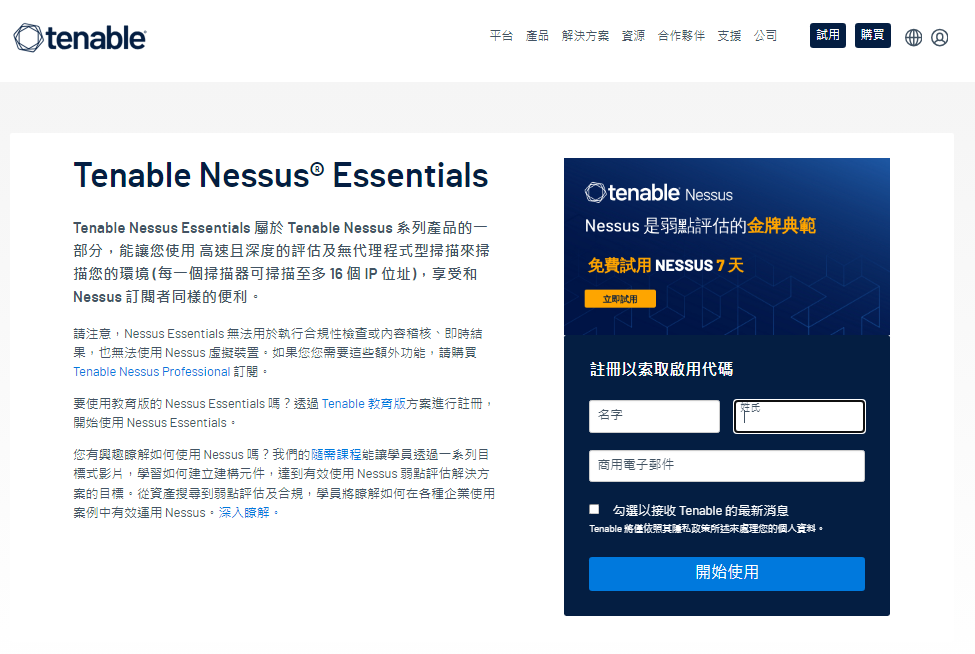 tenable
平台 產品 解決方案 資源 合作夥伴 支援 公司 試用 購買
Tenable Nessus® Essentials
Tenable Nessus Essentials 屬於 Tenable Nessus 系列產品的一
部分，能讓您使用 高速且深度的評估及無代理程式型掃描來掃
描您的環境 (每一個掃描器可掃描至多 16 個 IP 位址)，享受和
Nessus 訂閱者同樣的便利。
請注意，Nessus Essentials 無法用於執行合規性檢查或內容稽核、即時結
果，也無法使用 Nessus 虛擬裝置。如果您您需要這些額外功能，請購買
Tenable Nessus Professional 訂閱。
要使用教育版的 Nessus Essentials 嗎？透過 Tenable 教育版方案進行註冊，
開始使用 Nessus Essentials。
您有興趣瞭解如何使用 Nessus 嗎？我們的隨需課程能讓學員透過一系列目
標式影片，學習如何建立建構元件，達到有效使用 Nessus 弱點評估解決方
案的目標。從資產搜尋到弱點評估及合規，學員將瞭解如何在各種企業使用
案例中有效運用 Nessus。深入瞭解。
tenable Nessus
Nessus 是弱點評估的金牌典範
免費試用 NESSUS 7 天
立即試用
註冊以索取啟用代碼
名字 姓氏
商用電子郵件
勾選以接收 Tenable 的最新消息
Tenable 將僅依照其隱私政策所述來處理您的個人資料。
開始使用